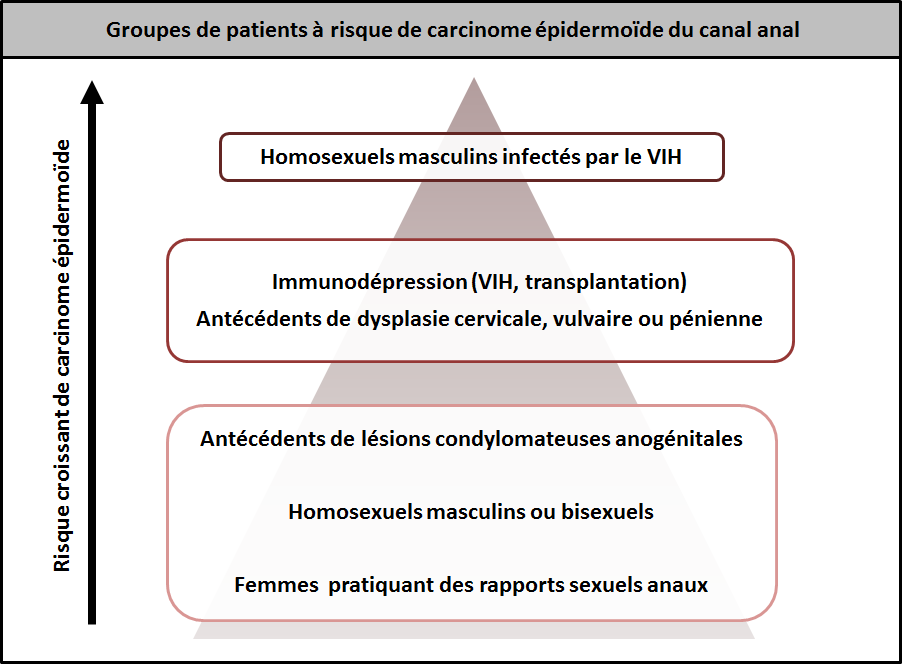 Groupes de patients à risque de carcinome épidermoïde du canal anal
Risque croissant de carcinome épidermoïde
Homosexuels masculins infectés par le VIH
Immunodépression (VIH, transplantation)
Antécédents de dysplasie cervicale, vulvaire ou pénienne
Antécédents de lésions condylomateuses anogénitales
Homosexuels masculins ou bisexuels
Femmes pratiquant des rapports sexuels anaux